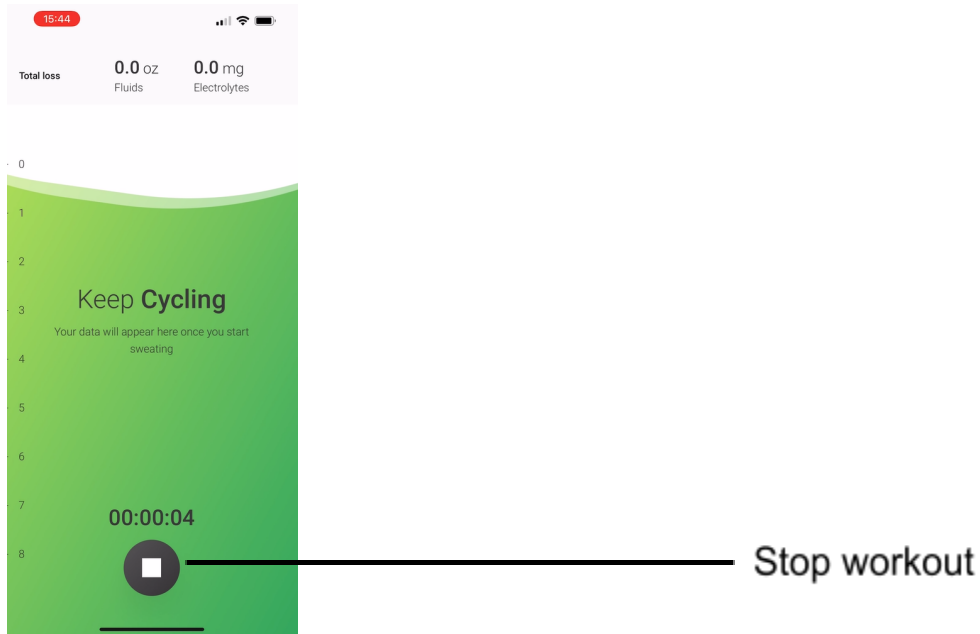 15:44
Total loss
0.0 oz
Fluids
0.0 mg
Electrolytes
0
1
2
3
4
5
6
7
8
Keep Cycling
Your data will appear here once you start
sweating
00:00:04
Stop workout